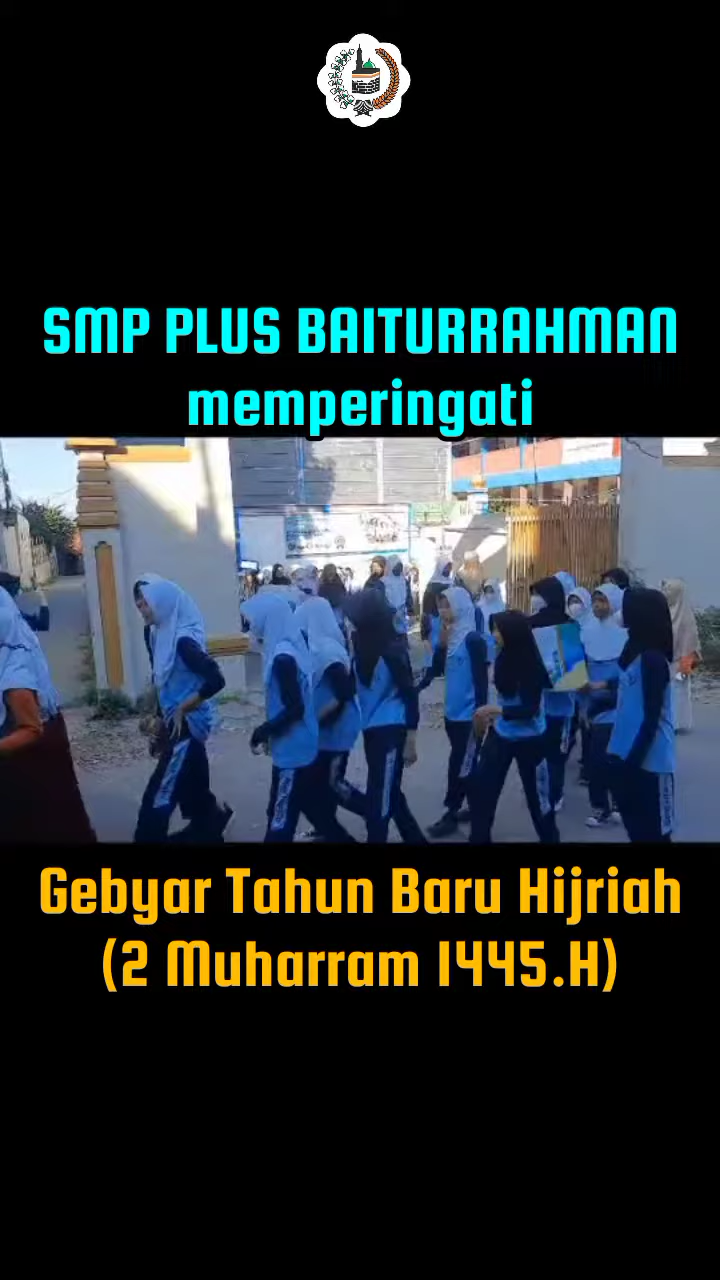 SMP PLUS BAITURRAHMAN
memperingati
Gebyar Tahun Baru Hijriah
(2 Muharram 1445.H)